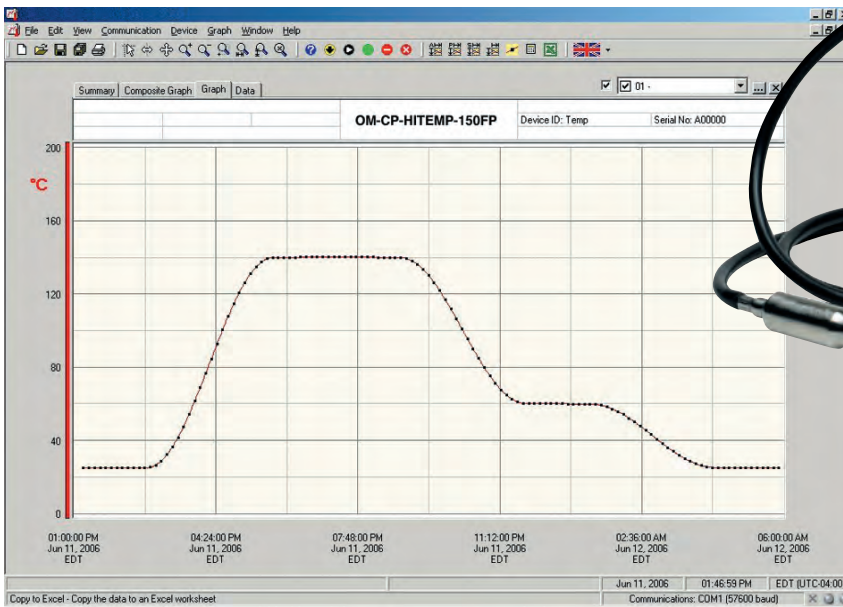 File Edit View Communication Device Graph Window Help
Summary Composite Graph Graph Data
01 -
OM-CP-HITEMP-150FP Device ID: Temp Serial No: A00000
°C
200
160
120
80
40
0
01:00:00 PM 04:24:00 PM 07:48:00 PM 11:12:00 PM 02:36:00 AM 06:00:00 AM
Jun 11, 2006 Jun 11, 2006 Jun 11, 2006 Jun 11, 2006 Jun 12, 2006 Jun 12, 2006
EDT EDT EDT EDT EDT EDT
Jun 11, 2006 01:46:59 PM EDT (UTC-04:00
Copy to Excel - Copy the data to an Excel worksheet Communications: COM1 (57600 baud)